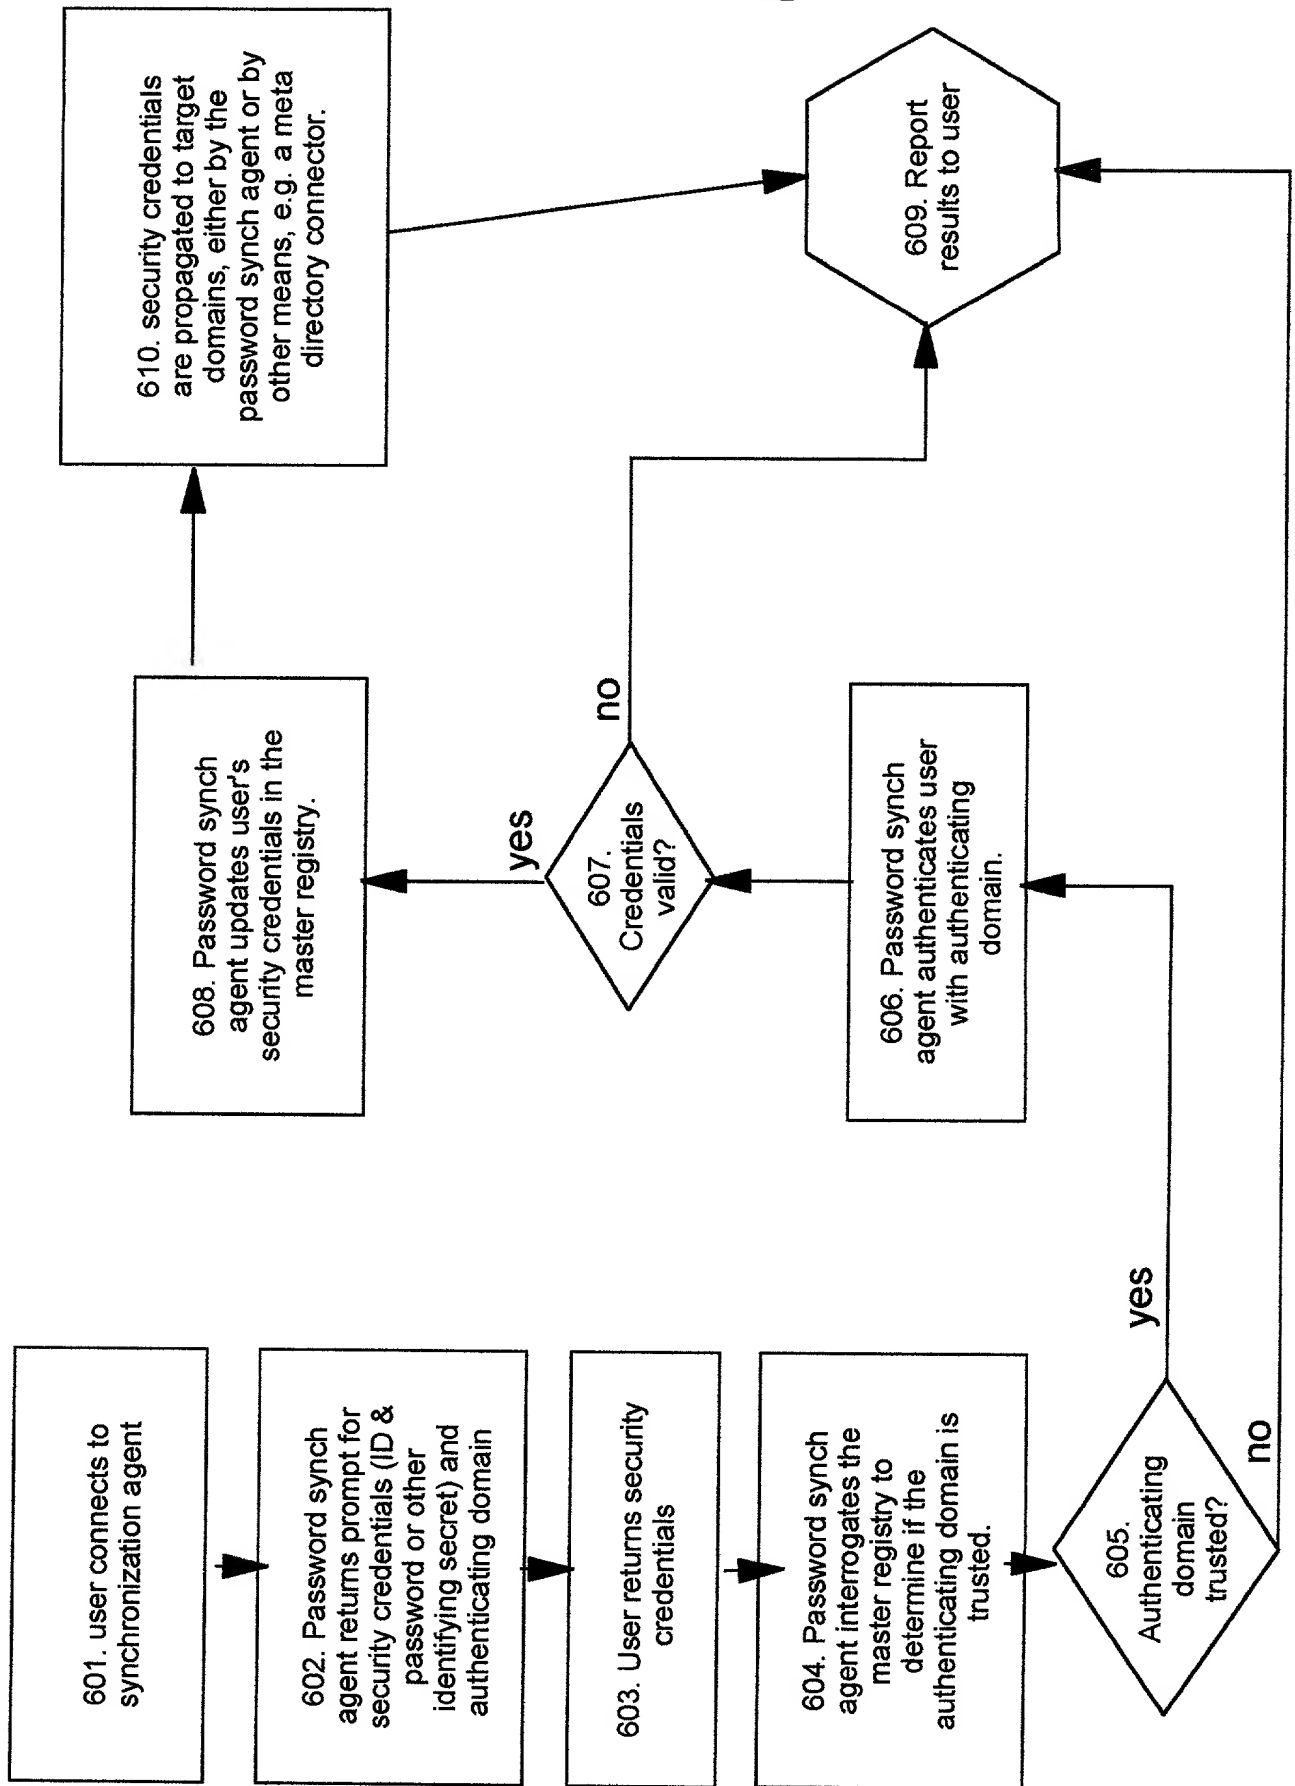 601. user connects to
synchronization agent
602. Password synch
agent returns prompt for
security credentials (ID &
password or other
identifying secret) and
authenticating domain
603. User returns security
credentials
604. Password synch
agent interrogates the
master registry to
determine if the
authenticating domain is
trusted.
605.
Authenticating
domain
trusted?
yes
no
606. Password synch
agent authenticates user
with authenticating
domain.
607.
Credentials
valid?
yes
no
608. Password synch
agent updates user's
security credentials in the
master registry.
610. security credentials
are propagated to target
domains, either by the
password synch agent or by
other means, e.g. a meta
directory connector.
609. Report
results to user